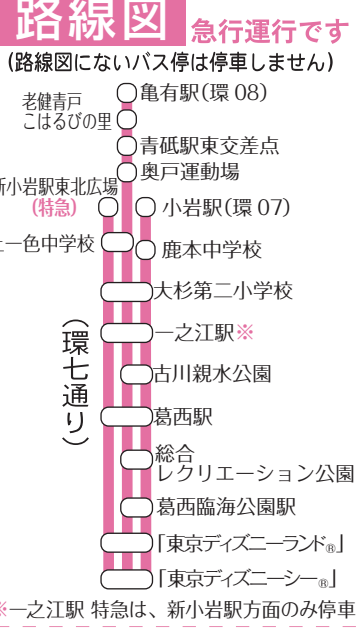 路線図 急行運行です
(路線図にないバス停は停車しません)
亀有駅(環 08)
老健青戸
こはるびの里
青砥駅東交差点
奥戸運動場
新小岩駅東北広場
(特急)
小岩駅(環 07)
一色中学校
鹿本中学校
大杉第二小学校
一之江駅※
(環七通り)
古川親水公園
葛西駅
総合
レクリエーション公園
葛西臨海公園駅
「東京ディズニーランド®」
「東京ディズニーシー®」
※一之江駅 特急は、新小岩駅方面のみ停車